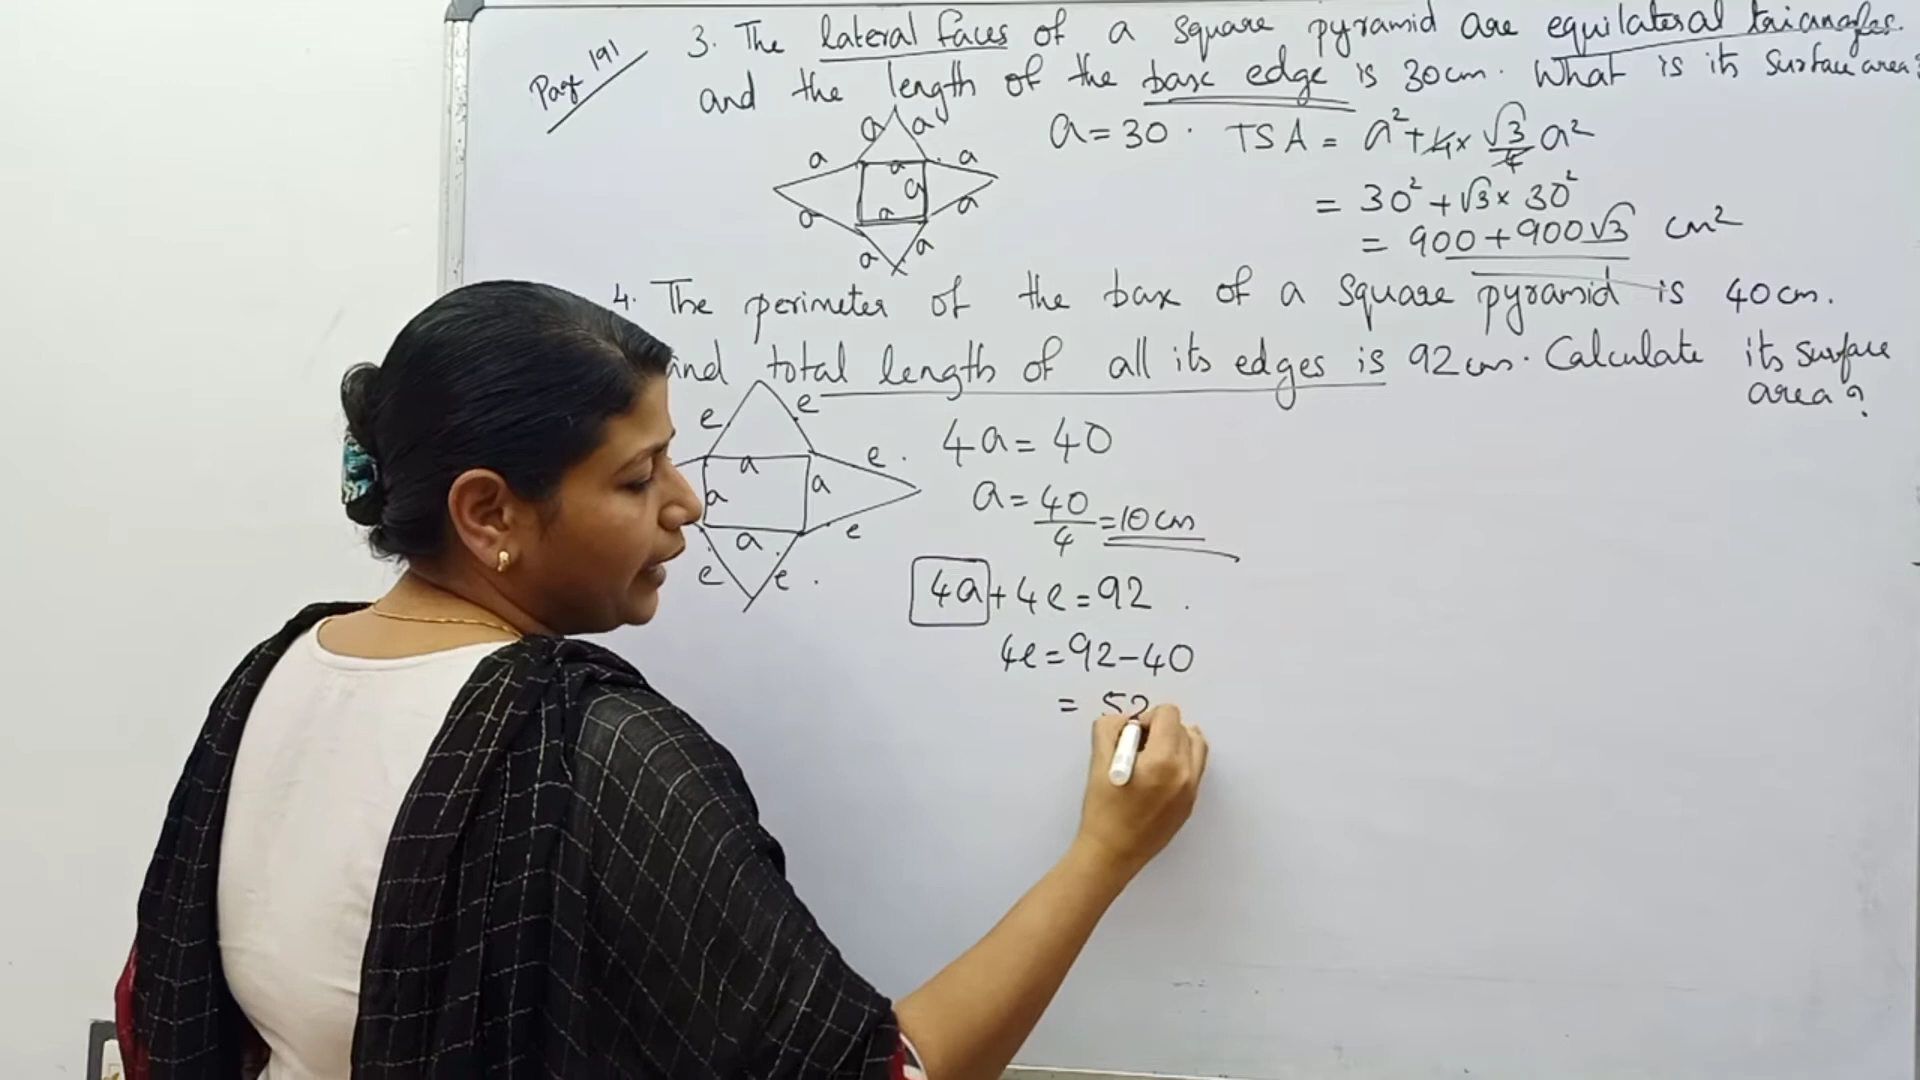 Page 191
3. The lateral faces of a square pyramid are equilateral triangles.
and the length of the base edge is 30cm. What is its surface area?
a a
a a a
a a
a a a
a a
a = 30. TSA = a² + 4 × √3/4 a²
= 30² + √3 × 30²
= 900 + 900√3 cm²
4. The perimeter of the base of a square pyramid is 40cm.
and total length of all its edges is 92cm. Calculate its surface
area?
e e
a e.
a a
a e
e e.
4a = 40
a = 40/4 = 10cm
4a + 4e = 92
4e = 92 - 40
= 52